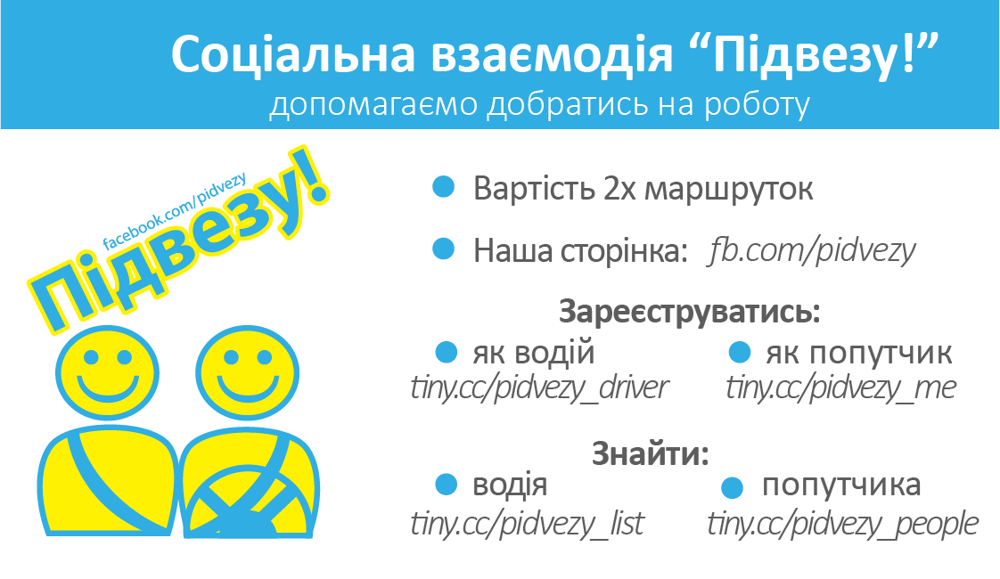 Соціальна взаємодія “Підвезу!”
допомагаємо добратись на роботу
facebook.com/pidvezy
Підвезу!
Вартість 2х маршруток
Наша сторінка: fb.com/pidvezy
Зареєструватись:
як водій
tiny.cc/pidvezy_driver
як попутчик
tiny.cc/pidvezy_me
Знайти:
водія
tiny.cc/pidvezy_list
попутчика
tiny.cc/pidvezy_people